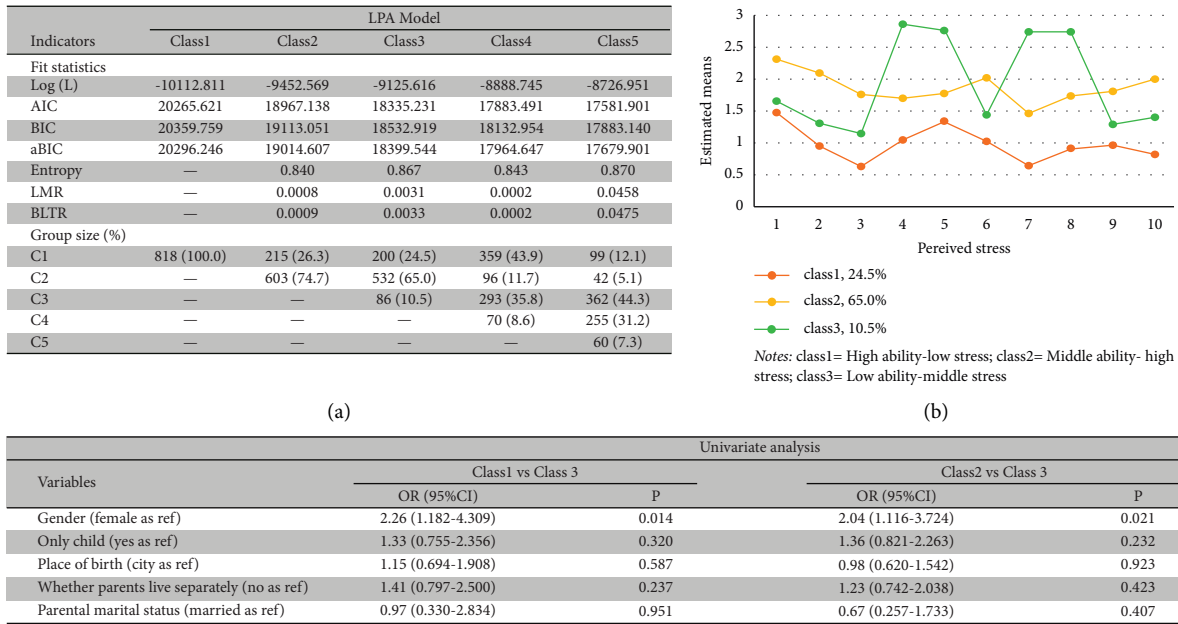 LPA Model
Indicators Class1 Class2 Class3 Class4 Class5
Fit statistics
Log (L) -10112.811 -9452.569 -9125.616 -8888.745 -8726.951
AIC 20265.621 18967.138 18335.231 17883.491 17581.901
BIC 20359.759 19113.051 18532.919 18132.954 17883.140
aBIC 20296.246 19014.607 18399.544 17964.647 17679.901
Entropy — 0.840 0.867 0.843 0.870
LMR — 0.0008 0.0031 0.0002 0.0458
BLTR — 0.0009 0.0033 0.0002 0.0475
Group size (%)
C1 818 (100.0) 215 (26.3) 200 (24.5) 359 (43.9) 99 (12.1)
C2 — 603 (74.7) 532 (65.0) 96 (11.7) 42 (5.1)
C3 — — 86 (10.5) 293 (35.8) 362 (44.3)
C4 — — — 70 (8.6) 255 (31.2)
C5 — — — — 60 (7.3)
(a)
Estimated means
3
2.5
2
1.5
1
0.5
0
1 2 3 4 5 6 7 8 9 10
Pereived stress
class1, 24.5%
class2, 65.0%
class3, 10.5%
Notes: class1= High ability-low stress; class2= Middle ability- high
stress; class3= Low ability-middle stress
(b)
Univariate analysis
Variables Class1 vs Class 3 Class2 vs Class 3
OR (95%CI) P OR (95%CI) P
Gender (female as ref) 2.26 (1.182-4.309) 0.014 2.04 (1.116-3.724) 0.021
Only child (yes as ref) 1.33 (0.755-2.356) 0.320 1.36 (0.821-2.263) 0.232
Place of birth (city as ref) 1.15 (0.694-1.908) 0.587 0.98 (0.620-1.542) 0.923
Whether parents live separately (no as ref) 1.41 (0.797-2.500) 0.237 1.23 (0.742-2.038) 0.423
Parental marital status (married as ref) 0.97 (0.330-2.834) 0.951 0.67 (0.257-1.733) 0.407